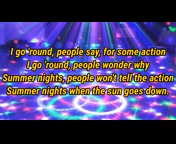 I go 'round, people say, for some action
I go 'round, people wonder why
Summer nights, people won't tell the action
Summer nights when the sun goes down.